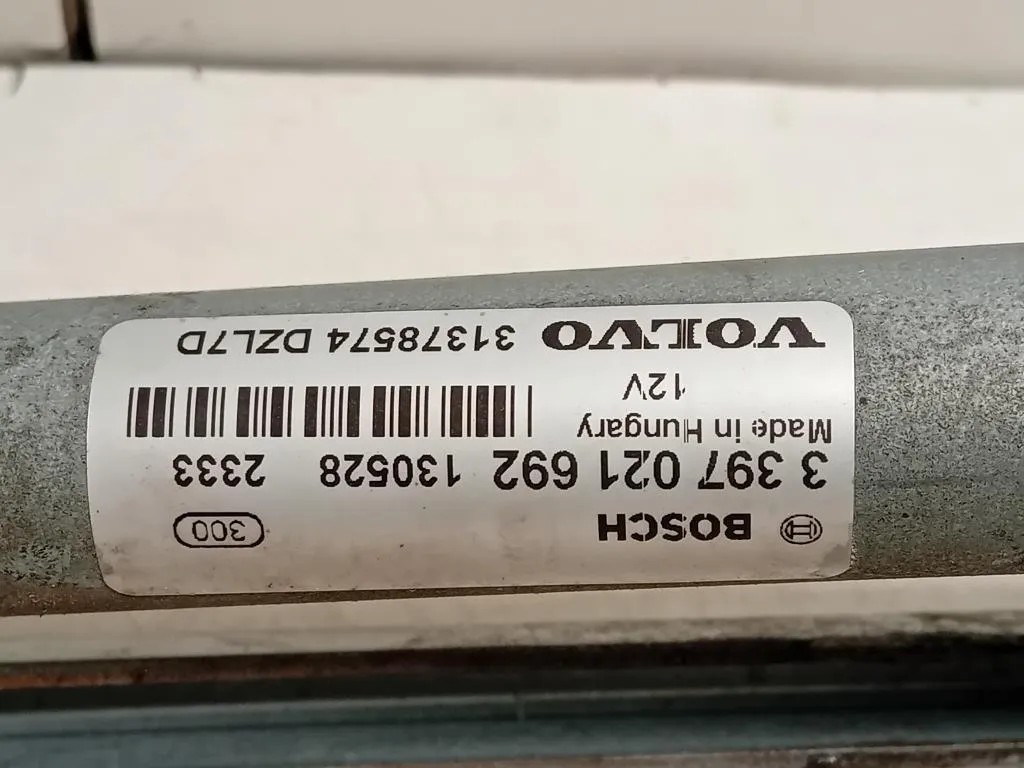 BOSCH 300
3 397 021 692 130528 2333
Made in Hungary
12V
VOLVO 31378574 DZL7D